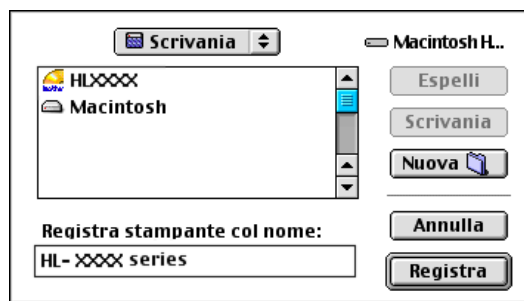 Scrivania
Macintosh H...
HLXXXX
Macintosh
Espelli
Scrivania
Nuova
Registra stampante col nome:
HL- XXXX series
Annulla
Registra